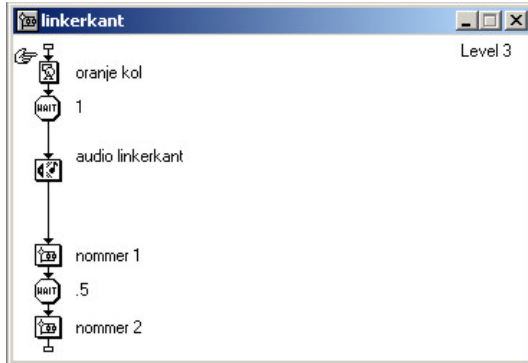 linkerkant
Level 3
oranje kol
WAIT 1
audio linkerkant
nommer 1
WAIT .5
nommer 2